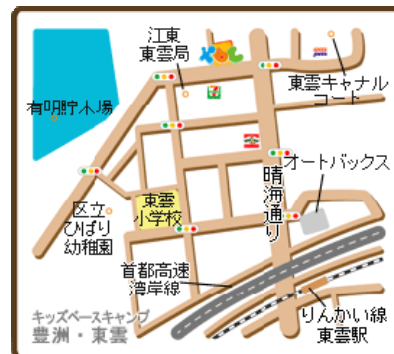 江東
東雲局
東雲キャナル
コート
有明貯木場
オートバックス
晴海通り
東雲
小学校
区立
ひばり
幼稚園
首都高速
湾岸線
りんかい線
東雲駅
キッズベースキャンプ
豊洲・東雲